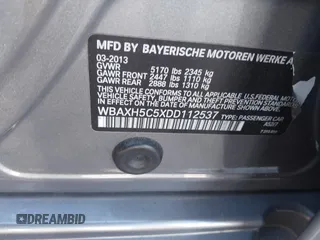 MFD BY BAYERISCHE MOTOREN WERKE A
03-2013
GVWR 5170 lbs 2345 kg
GAWR FRONT 2447 lbs 1110 kg
GAWR REAR 2888 lbs 1310 kg
THIS VEHICLE CONFORMS TO ALL APPLICABLE
FEDERAL MOTOR VEHICLE SAFETY, BUMPER,
AND THEFT PREVENTION STANDARDS IN EFFECT
ON THE DATE OF MANUFACTURE SHOWN ABOVE.
WBAXH5C5XDD112537 TYPE: PASSENGER CAR
DREAMBID